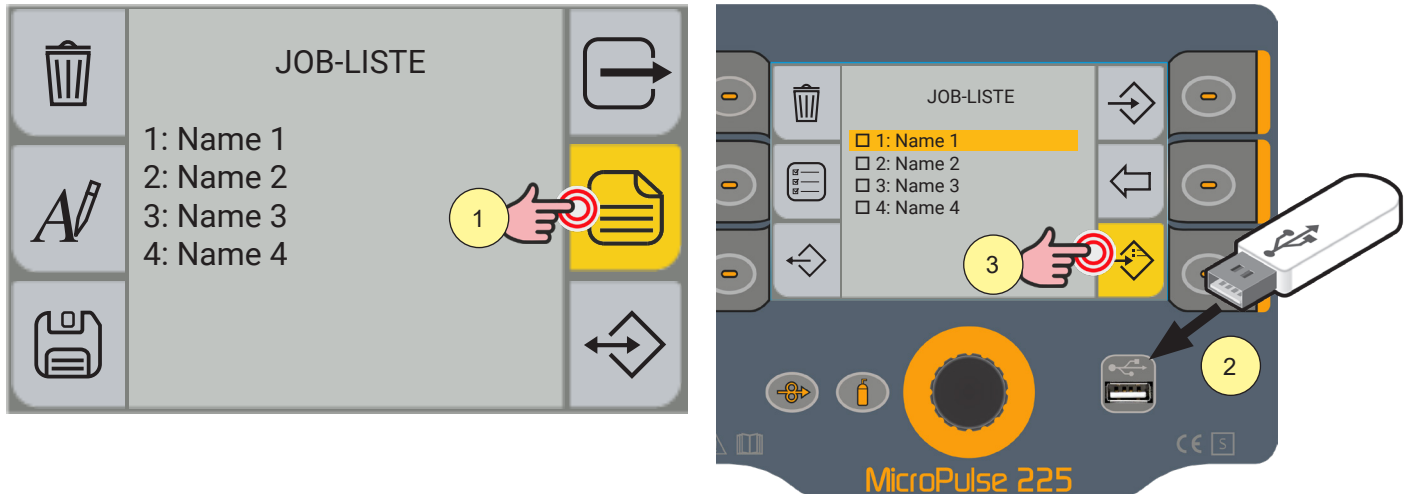 JOB-LISTE
1: Name 1
2: Name 2
3: Name 3
4: Name 4
1
JOB-LISTE
1: Name 1
2: Name 2
3: Name 3
4: Name 4
3
2
CE S
MicroPulse 225